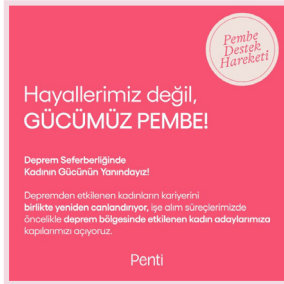 Pembe
Destek
Hareketi
Hayallerimiz değil,
GÜCÜMÜZ PEMBE!
Deprem Seferberliğinde
Kadının Gücünün Yanındayız!
Depremden etkilenen kadınların kariyerini
birlikte yeniden canlandırıyor, işe alım süreçlerimizde
öncelikle deprem bölgesinde etkilenen kadın adaylarımıza
kapılarımızı açıyoruz.
Penti